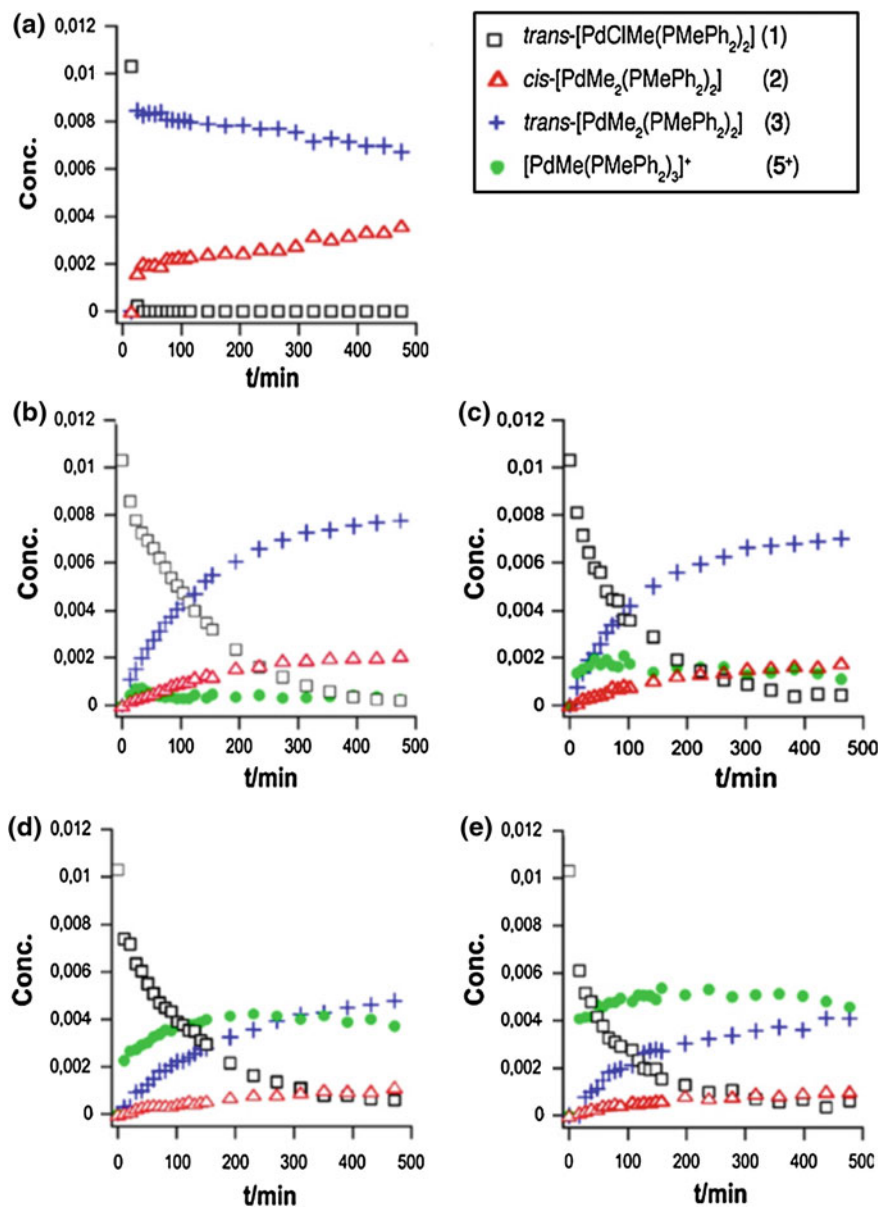 (a)
Conc.
0,012
0,01
0,008
0,006
0,004
0,002
0
0 100 200 300 400 500
t/min
trans-[PdClMe(PMePh₂)₂] (1)
cis-[PdMe₂(PMePh₂)₂] (2)
trans-[PdMe₂(PMePh₂)₂] (3)
[PdMe(PMePh₂)₃]⁺ (5⁺)
(b)
Conc.
0,012
0,01
0,008
0,006
0,004
0,002
0
0 100 200 300 400 500
t/min
(c)
Conc.
0,012
0,01
0,008
0,006
0,004
0,002
0
0 100 200 300 400 500
t/min
(d)
Conc.
0,012
0,01
0,008
0,006
0,004
0,002
0
0 100 200 300 400 500
t/min
(e)
Conc.
0,012
0,01
0,008
0,006
0,004
0,002
0
0 100 200 300 400 500
t/min